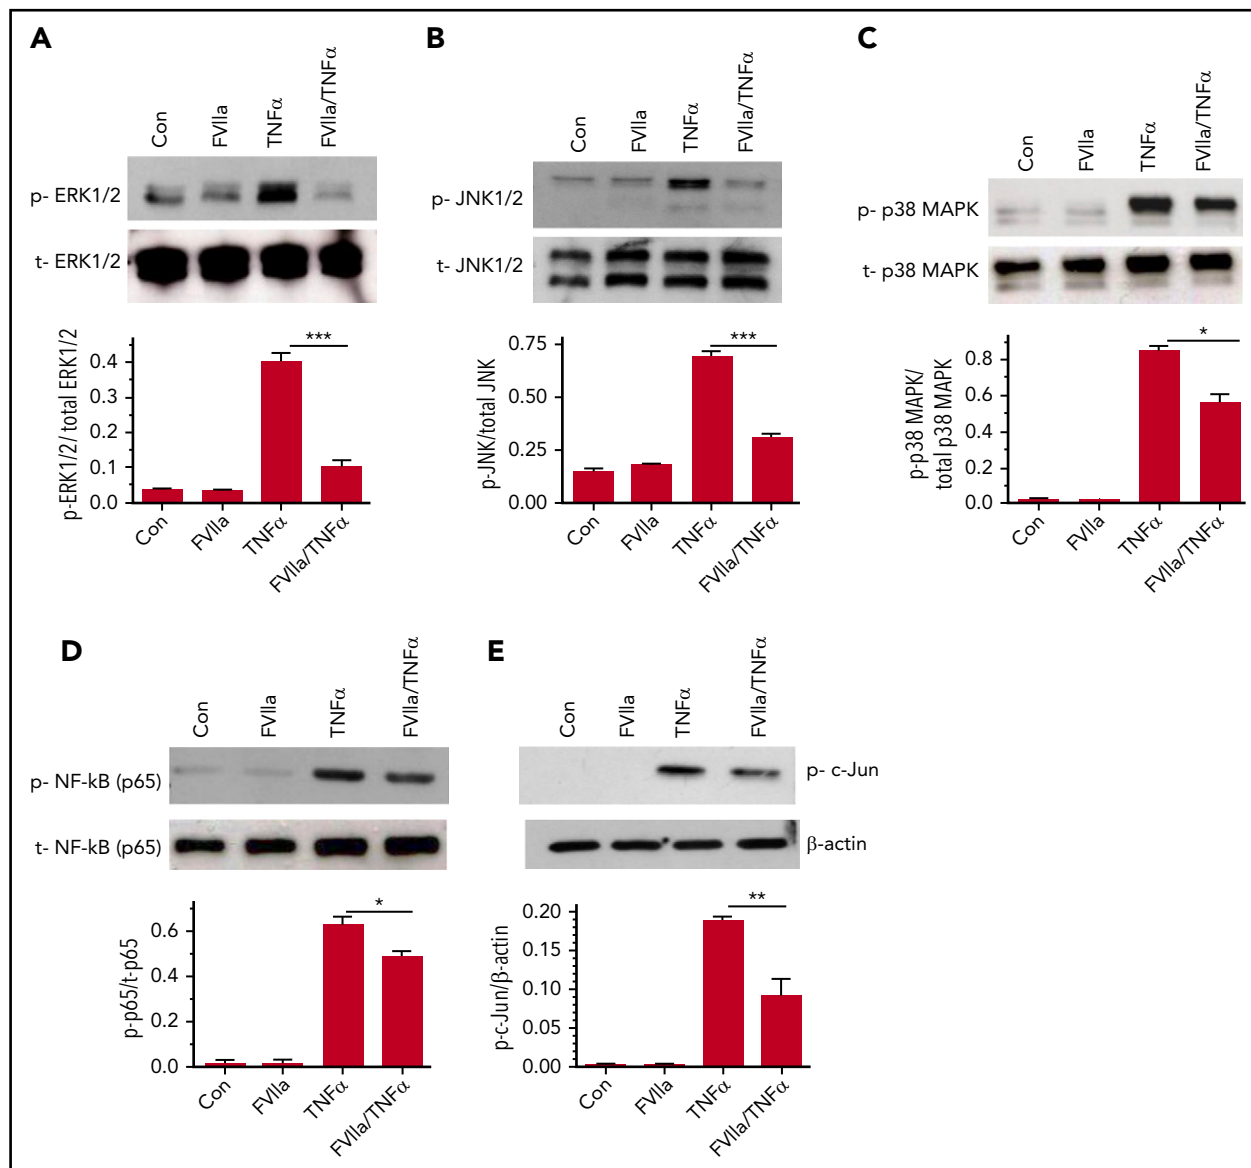 A
Con
FVIIa
TNFα
FVIIa/TNFα
p- ERK1/2
t- ERK1/2
p-ERK1/2/ total ERK1/2
0.4
0.3
0.2
0.1
0.0
***
Con
FVIIa
TNFα
FVIIa/TNFα
B
Con
FVIIa
TNFα
FVIIa/TNFα
p- JNK1/2
t- JNK1/2
p-JNK/total JNK
0.75
0.50
0.25
0.00
***
Con
FVIIa
TNFα
FVIIa/TNFα
C
Con
FVIIa
TNFα
FVIIa/TNFα
p- p38 MAPK
t- p38 MAPK
p-p38 MAPK/
total p38 MAPK
0.8
0.6
0.4
0.2
0.0
*
Con
FVIIa
TNFα
FVIIa/TNFα
D
Con
FVIIa
TNFα
FVIIa/TNFα
p- NF-kB (p65)
t- NF-kB (p65)
p-p65/t-p65
0.6
0.4
0.2
0.0
*
Con
FVIIa
TNFα
FVIIa/TNFα
E
Con
FVIIa
TNFα
FVIIa/TNFα
p- c-Jun
β-actin
p-c-Jun/β-actin
0.20
0.15
0.10
0.05
0.00
**
Con
FVIIa
TNFα
FVIIa/TNFα